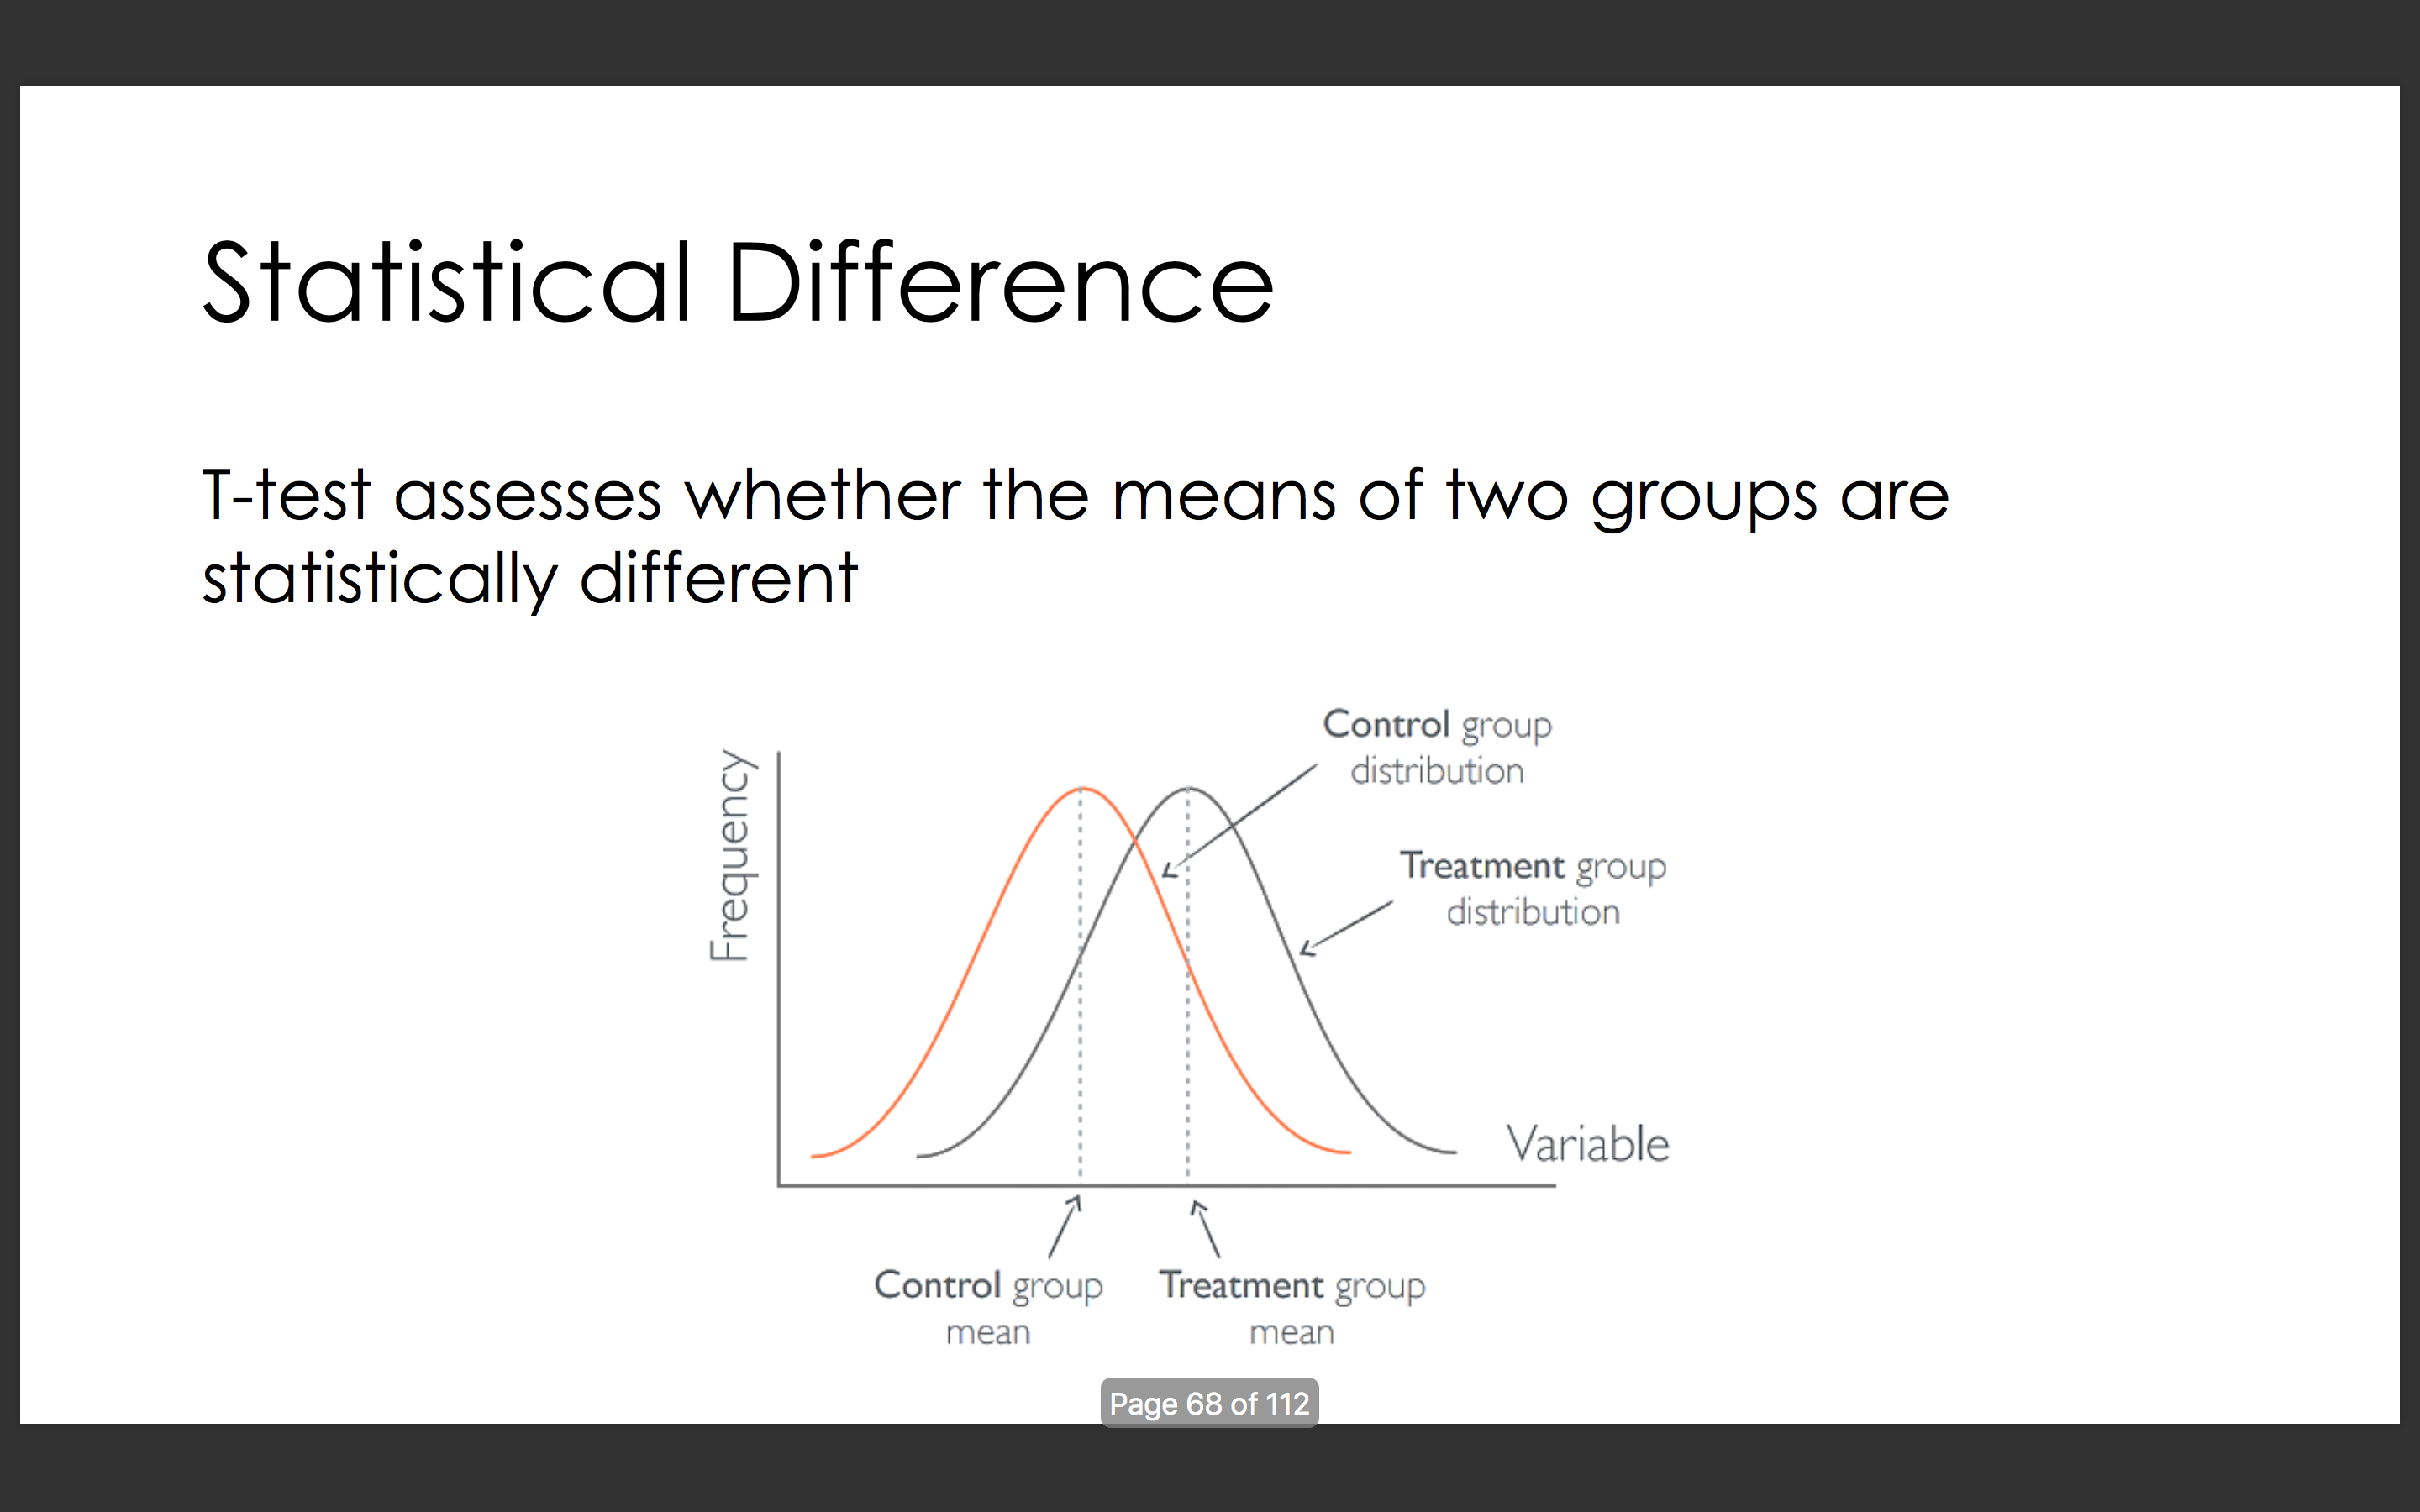 Statistical Difference
T-test assesses whether the means of two groups are
statistically different
Control group
distribution
Frequency
Treatment group
distribution
Variable
Control group
mean
Treatment group
mean
Page 68 of 112